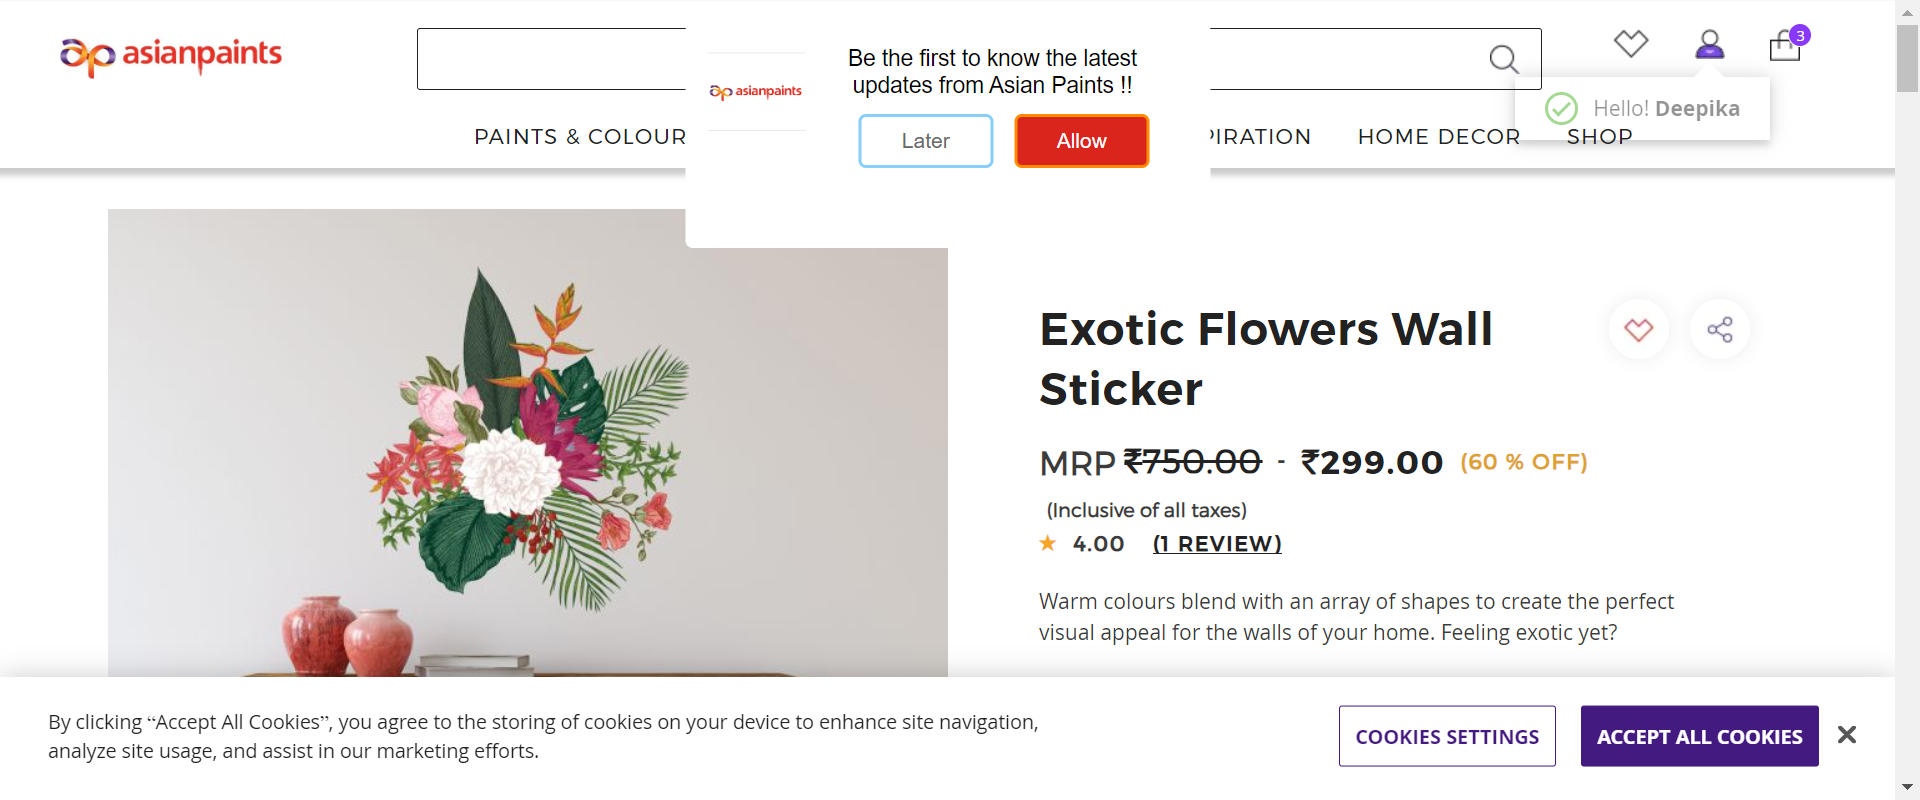 asianpaints
asianpaints
Be the first to know the latest
updates from Asian Paints !!
Later
Allow
3
Hello! Deepika
PAINTS & COLOUR
PIRATION
HOME DECOR
SHOP
Exotic Flowers Wall
Sticker
MRP ₹750.00 - ₹299.00 (60 % OFF)
(Inclusive of all taxes)
★ 4.00 (1 REVIEW)
Warm colours blend with an array of shapes to create the perfect
visual appeal for the walls of your home. Feeling exotic yet?
By clicking “Accept All Cookies”, you agree to the storing of cookies on your device to enhance site navigation,
analyze site usage, and assist in our marketing efforts.
COOKIES SETTINGS
ACCEPT ALL COOKIES